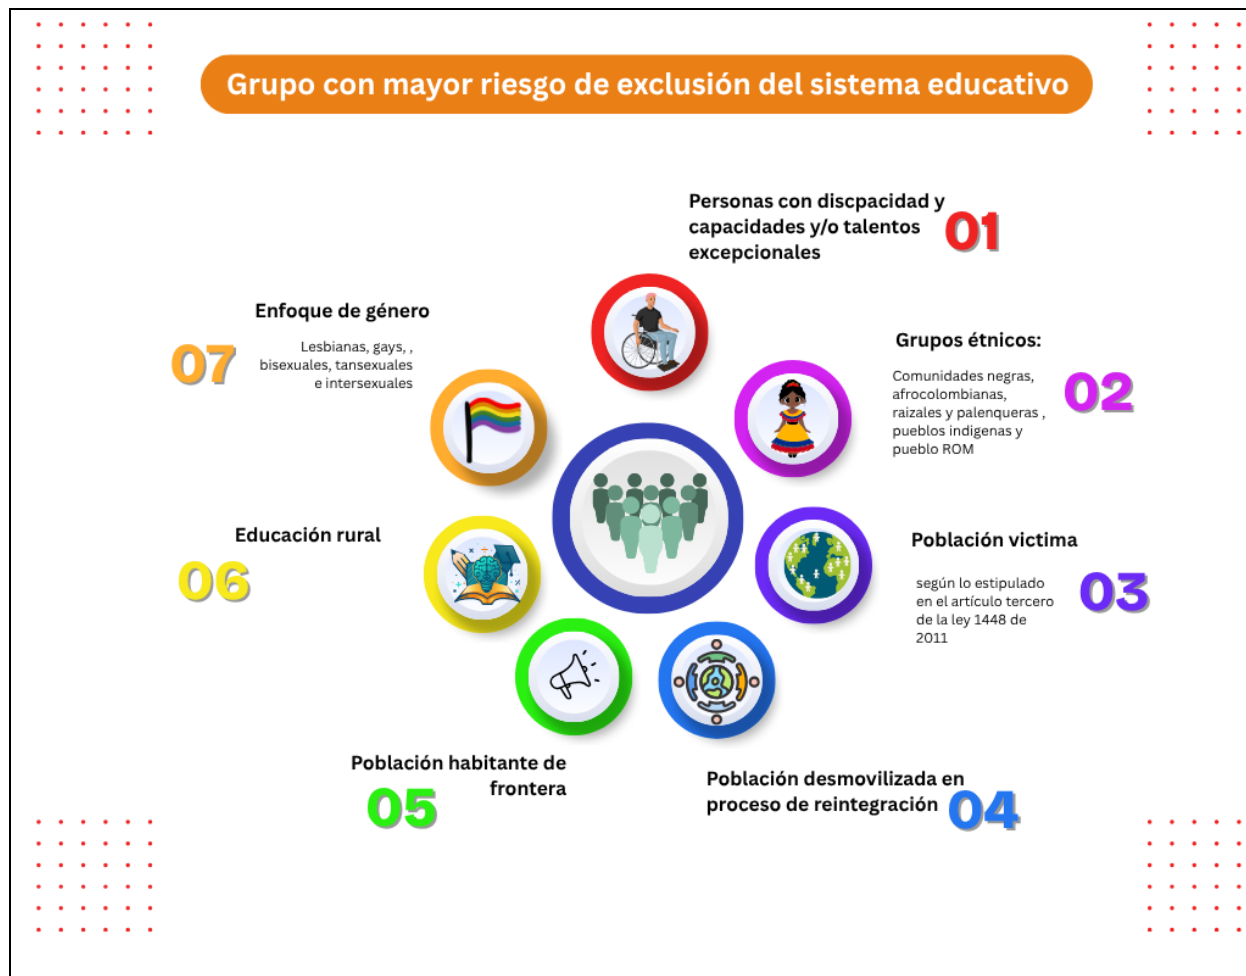 Grupo con mayor riesgo de exclusión del sistema educativo
Personas con discpacidad y
capacidades y/o talentos
excepcionales
01
Grupos étnicos:
Comunidades negras,
afrocolombianas,
raizales y palenqueras ,
pueblos indigenas y
pueblo ROM
02
Población victima
según lo estipulado
en el artículo tercero
de la ley 1448 de
2011
03
Población desmovilizada en
proceso de reintegración
04
Población habitante de
frontera
05
Educación rural
06
Enfoque de género
Lesbianas, gays, ,
bisexuales, tansexuales
e intersexuales
07